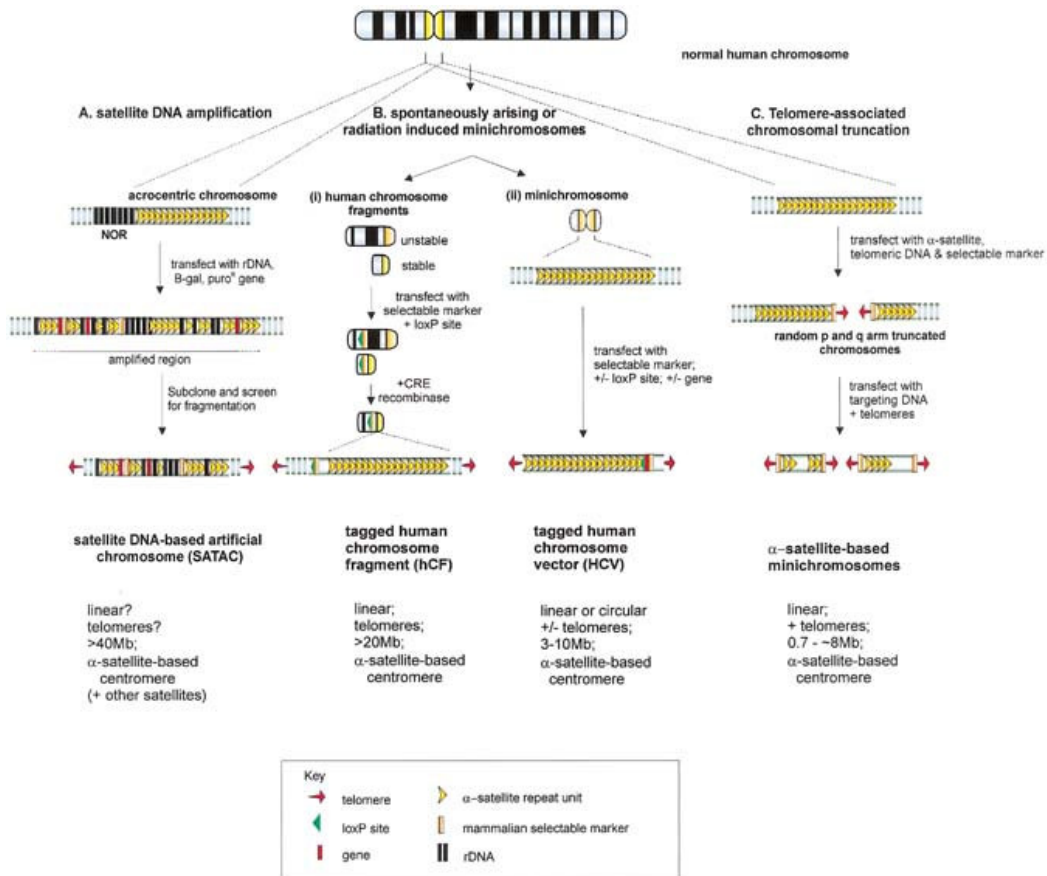 normal human chromosome
A. satellite DNA amplification
B. spontaneously arising or
radiation induced minichromosomes
C. Telomere-associated
chromosomal truncation
acrocentric chromosome
NOR
transfect with rDNA,
B-gal, puroᴿ gene
amplified region
Subclone and screen
for fragmentation
(i) human chromosome
fragments
unstable
stable
transfect with
selectable marker
+ loxP site
+CRE
recombinase
(ii) minichromosome
transfect with
selectable marker;
+/- loxP site; +/- gene
transfect with α-satellite,
telomeric DNA & selectable marker
random p and q arm truncated
chromosomes
transfect with
targeting DNA
+ telomeres
satellite DNA-based artificial
chromosome (SATAC)
linear?
telomeres?
>40Mb;
α-satellite-based
centromere
(+ other satellites)
tagged human
chromosome
fragment (hCF)
linear;
telomeres;
>20Mb;
α-satellite-based
centromere
tagged human
chromosome
vector (HCV)
linear or circular
+/- telomeres;
3-10Mb;
α-satellite-based
centromere
α-satellite-based
minichromosomes
linear;
+ telomeres;
0.7 - ~8Mb;
α-satellite-based
centromere
Key
telomere
loxP site
gene
α-satellite repeat unit
mammalian selectable marker
rDNA